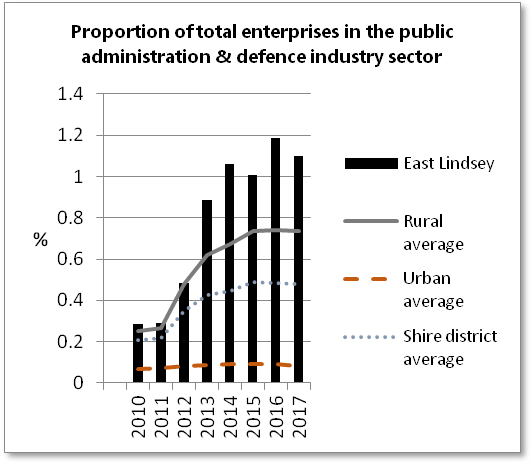 Proportion of total enterprises in the public
administration & defence industry sector
1.4
1.2
1
0.8
0.6
0.4
0.2
0
%
2010
2011
2012
2013
2014
2015
2016
2017
East Lindsey
Rural
average
Urban
average
Shire district
average